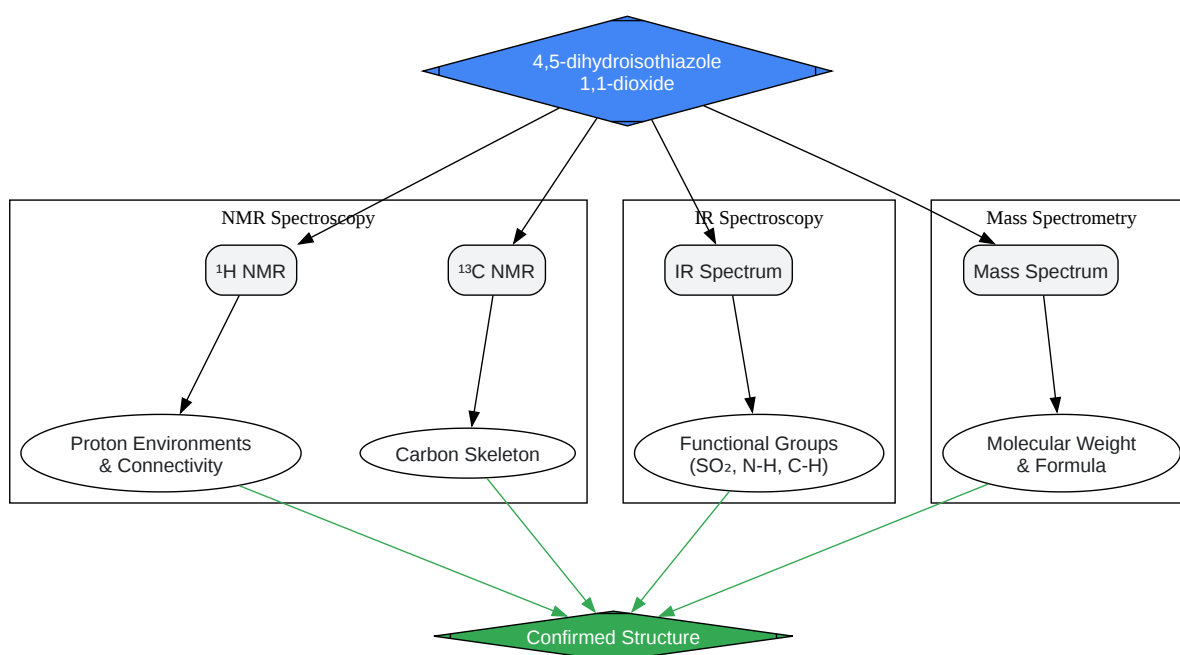 4,5-dihydroisothiazole
1,1-dioxide
NMR Spectroscopy
IR Spectroscopy
Mass Spectrometry
¹H NMR
¹³C NMR
IR Spectrum
Mass Spectrum
Proton Environments
& Connectivity
Carbon Skeleton
Functional Groups
(SO₂, N-H, C-H)
Molecular Weight
& Formula
Confirmed Structure